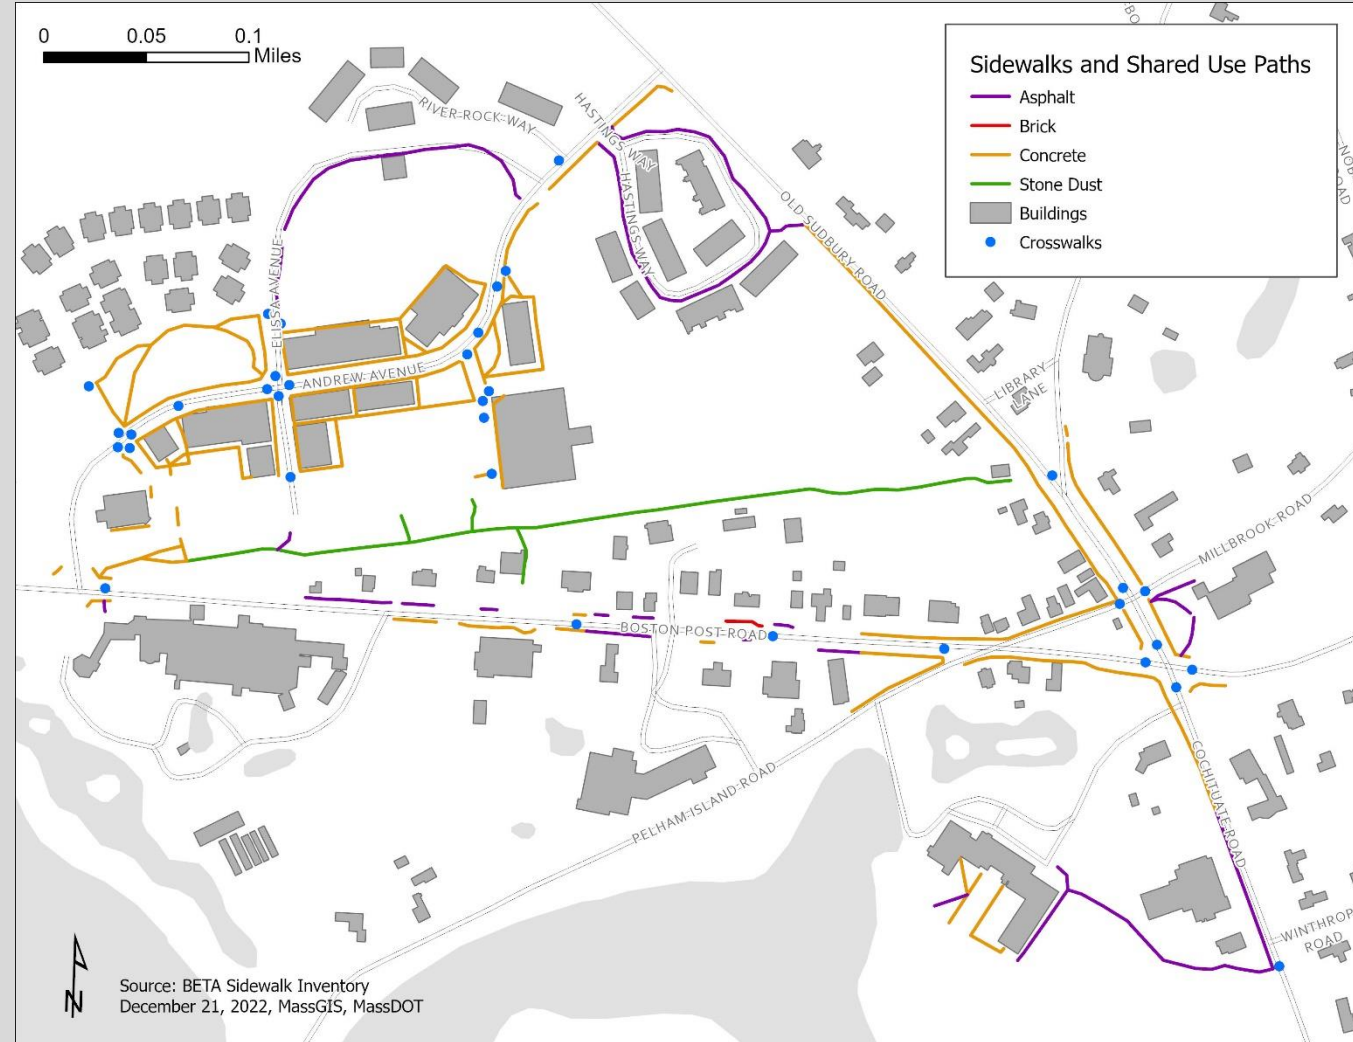 0 0.05 0.1
Miles
Sidewalks and Shared Use Paths
Asphalt
Brick
Concrete
Stone Dust
Buildings
Crosswalks
RIVER ROCK WAY
HASTINGS WAY
HASTINGS WAY
OLD SUDBURY ROAD
ELISSA AVENUE
ANDREW AVENUE
LIBRARY
LANE
MILLBROOK ROAD
BOSTON POST ROAD
PELHAM ISLAND ROAD
COCHITUATE ROAD
WINTHROP
ROAD
ROAD
N
Source: BETA Sidewalk Inventory
December 21, 2022, MassGIS, MassDOT